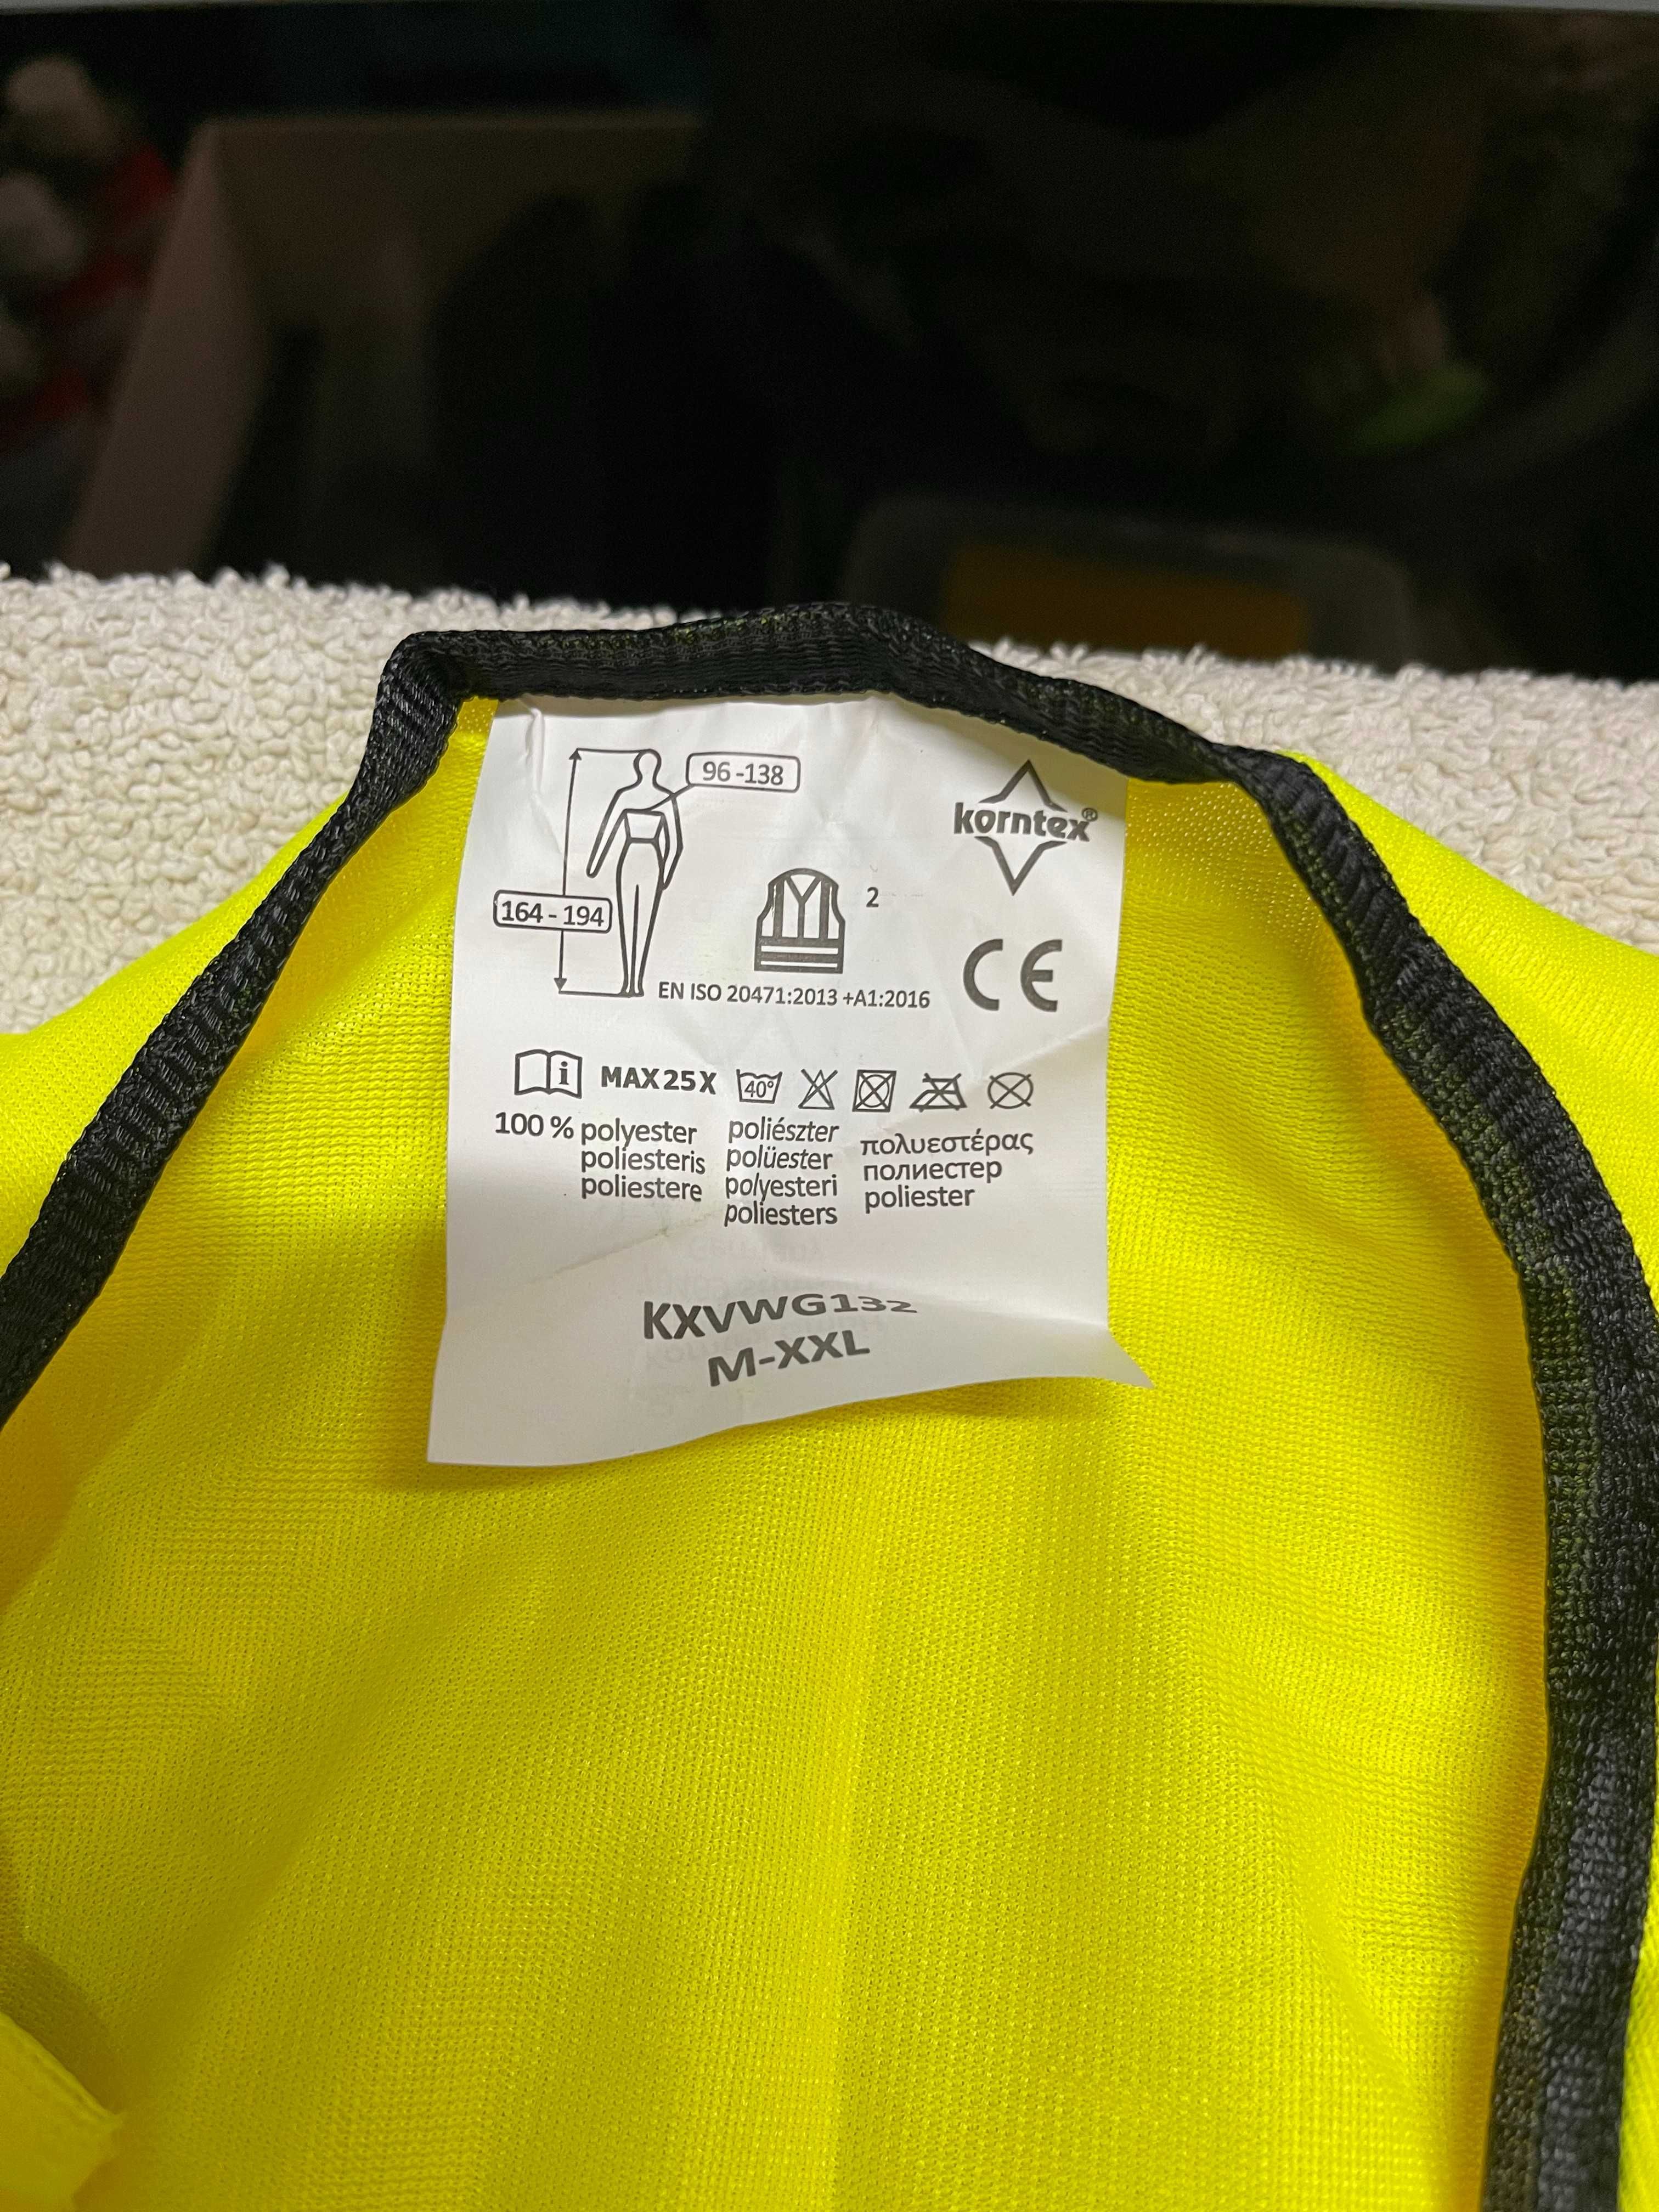 96-138
korntex®
2
164 - 194
CE
EN ISO 20471:2013 +A1:2016
i MAX 25 X 40°
100 % polyester poliészter πολυεστέρας
poliesteris polüester полиестер
poliestere polyesteri poliester
poliesters
KXVWG132
M-XXL